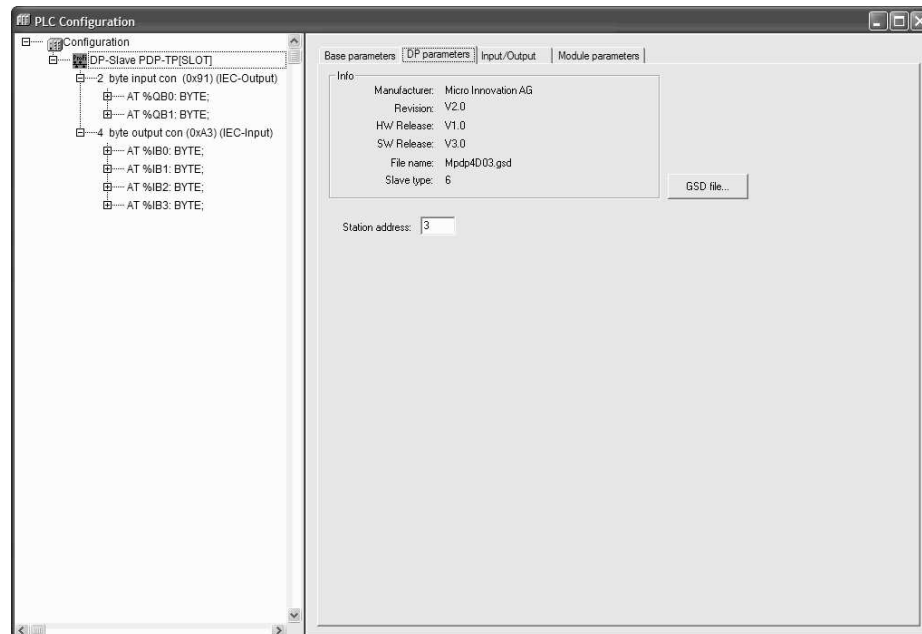 PLC Configuration
Configuration
DP-Slave PDP-TP[SLOT]
2 byte input con (0x91) (IEC-Output)
AT %QB0: BYTE;
AT %QB1: BYTE;
4 byte output con (0xA3) (IEC-Input)
AT %IB0: BYTE;
AT %IB1: BYTE;
AT %IB2: BYTE;
AT %IB3: BYTE;
Base parameters DP parameters Input/Output Module parameters
Info
Manufacturer: Micro Innovation AG
Revision: V2.0
HW Release: V1.0
SW Release: V3.0
File name: Mpdp4D03.gsd
Slave type: 6
GSD file...
Station address: 3